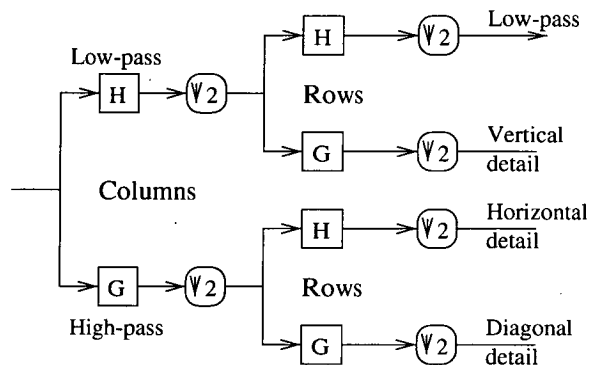 Low-pass
H
↓2
Low-pass
H
↓2
Rows
G
↓2
Vertical
detail
Columns
Horizontal
H
↓2
detail
G
↓2
High-pass
Rows
G
↓2
Diagonal
detail